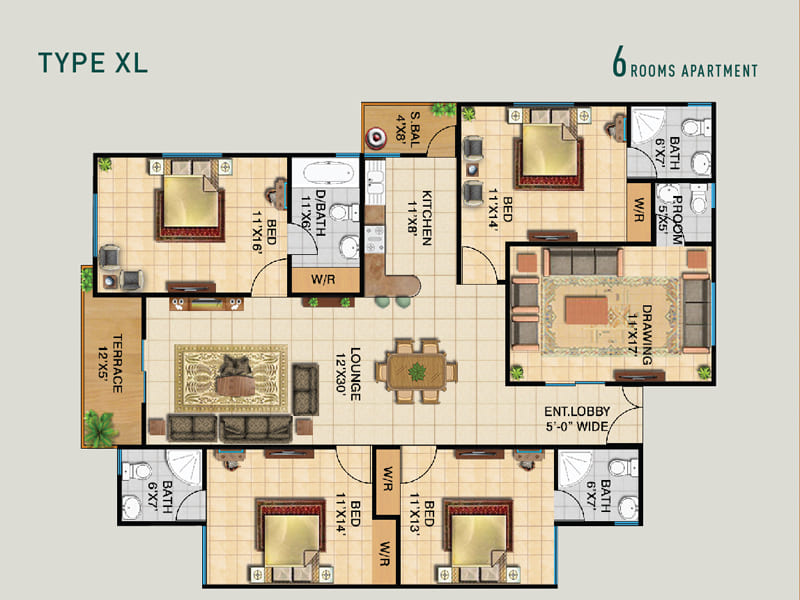 TYPE XL
6 ROOMS APARTMENT
S.BAL
4'X8'
BATH
6'X7'
D/BATH
11'X6'
KITCHEN
11'X8'
BED
11'X14'
W/R
P.ROOM
5'X5'
BED
11'X16'
W/R
DRAWING
11'X17'
TERRACE
12'X5'
LOUNGE
12'X30'
ENT.LOBBY
5'-0" WIDE
BATH
6'X7'
BED
11'X14'
W/R
W/R
BED
11'X13'
BATH
6'X7'